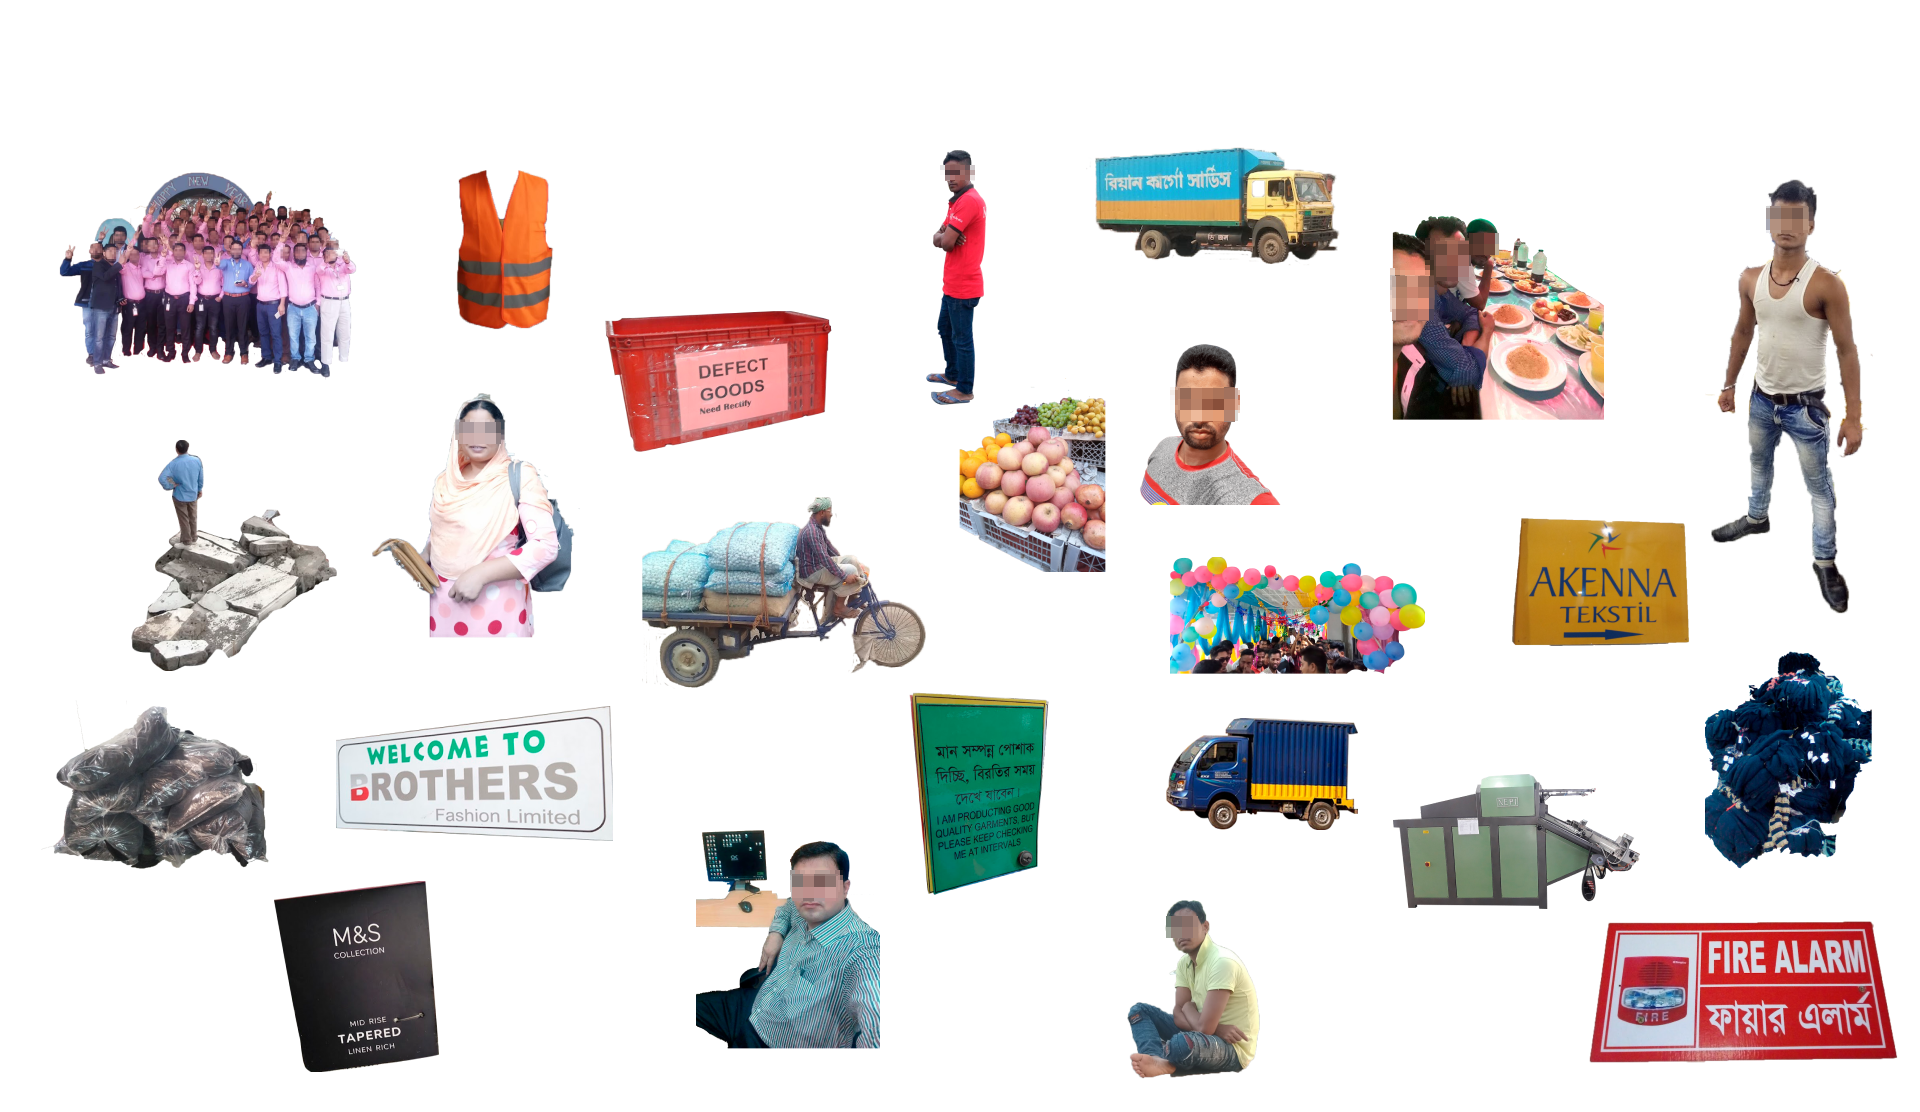 HAPPY NEW YEAR
রিয়ান কার্গো সার্ভিস
DEFECT
GOODS
Need Rectify
AKENNA
TEKSTİL
WELCOME TO
BROTHERS
Fashion Limited
মান সম্পন্ন পোশাক
দিচ্ছি, বিরতির সময়
দেখে যাবেন।
I AM PRODUCTING GOOD
QUALITY GARMENTS, BUT
PLEASE KEEP CHECKING
ME AT INTERVALS
M&S
COLLECTION
MID RISE
TAPERED
LINEN RICH
FIRE ALARM
FIRE
ফায়ার এলার্ম